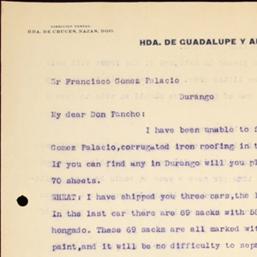 DIRECCION POSTAL
HDA. DE CRUCES, NAZAS, DGO.
HDA. DE GUADALUPE Y A
Sr Francisco Gomez Palacio
Durango
My dear Don Pancho:
I have been unable to f
Gomez Palacio, corrugated iron roofing in t
If you can find any in Durango will you pl
70 sheets.
WHEAT: I have shipped you three cars, the l
In the last car there are 69 sacks with 50
hongado. These 69 sacks are all marked wit
paint, and it will be no difficulty to sep